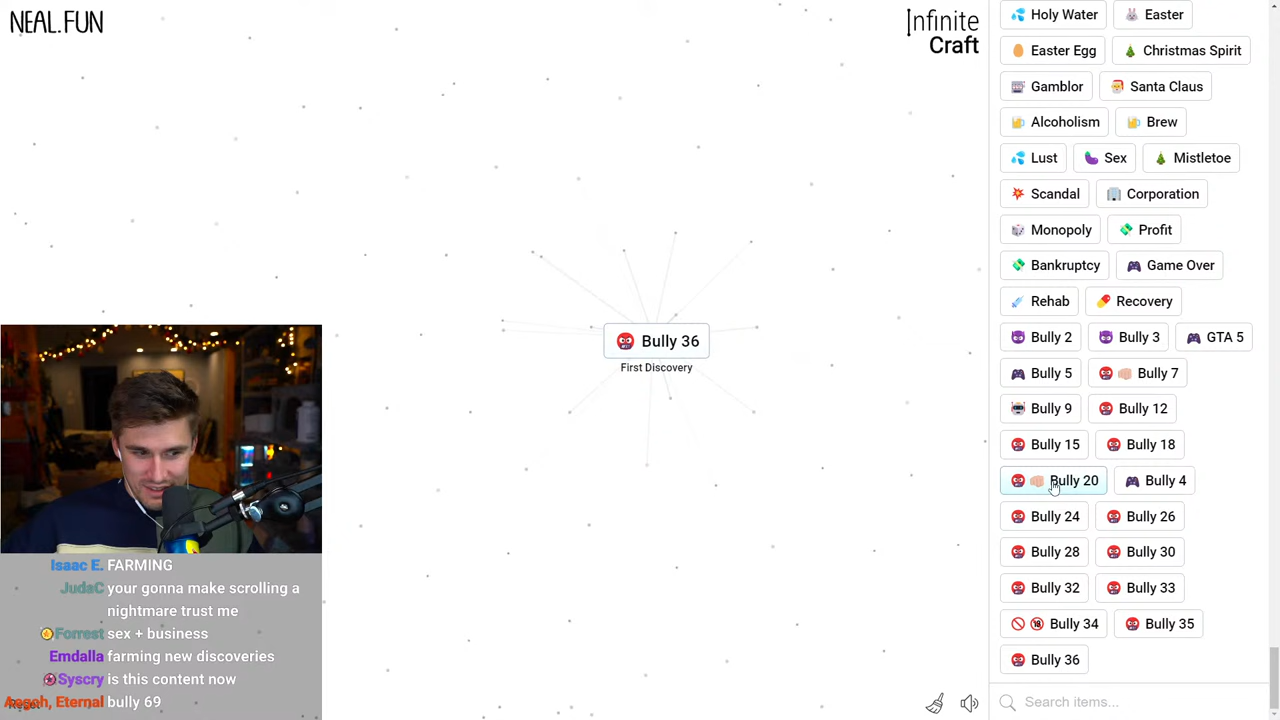 NEAL.FUN
Infinite
Craft
Holy Water
Easter
Easter Egg
Christmas Spirit
Gamblor
Santa Claus
Alcoholism
Brew
Lust
Sex
Mistletoe
Scandal
Corporation
Monopoly
Profit
Bankruptcy
Game Over
Rehab
Recovery
Bully 2
Bully 3
GTA 5
Bully 5
Bully 7
Bully 9
Bully 12
Bully 15
Bully 18
Bully 20
Bully 4
Bully 24
Bully 26
Bully 28
Bully 30
Bully 32
Bully 33
Bully 34
Bully 35
Bully 36
Search items...
Bully 36
First Discovery
Isaac E. FARMING
JudaC your gonna make scrolling a
nightmare trust me
Forrest sex + business
Emdalla farming new discoveries
Syscry is this content now
Eternal bully 69